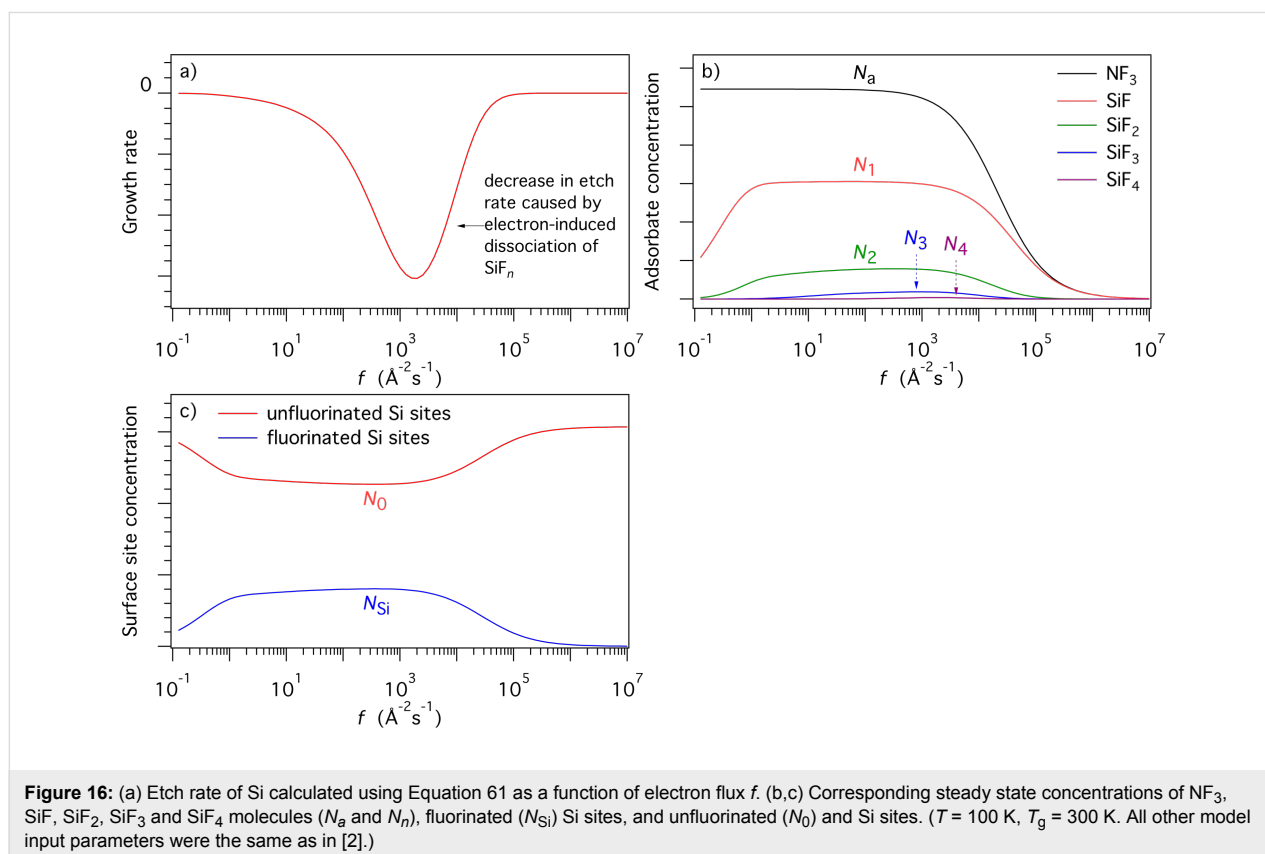 a)
0
Growth rate
decrease in etch
rate caused by
electron-induced
dissociation of
SiFₙ
10⁻¹ 10¹ 10³ 10⁵ 10⁷
f (Å⁻²s⁻¹)
b)
Adsorbate concentration
Nₐ
N₁
N₂
N₃
N₄
NF₃
SiF
SiF₂
SiF₃
SiF₄
10⁻¹ 10¹ 10³ 10⁵ 10⁷
f (Å⁻²s⁻¹)
c)
unfluorinated Si sites
fluorinated Si sites
Surface site concentration
N₀
N_Si
10⁻¹ 10¹ 10³ 10⁵ 10⁷
f (Å⁻²s⁻¹)
Figure 16: (a) Etch rate of Si calculated using Equation 61 as a function of electron flux f. (b,c) Corresponding steady state concentrations of NF₃,
SiF, SiF₂, SiF₃ and SiF₄ molecules (Nₐ and Nₙ), fluorinated (N_Si) Si sites, and unfluorinated (N₀) and Si sites. (T = 100 K, T_g = 300 K. All other model
input parameters were the same as in [2].)